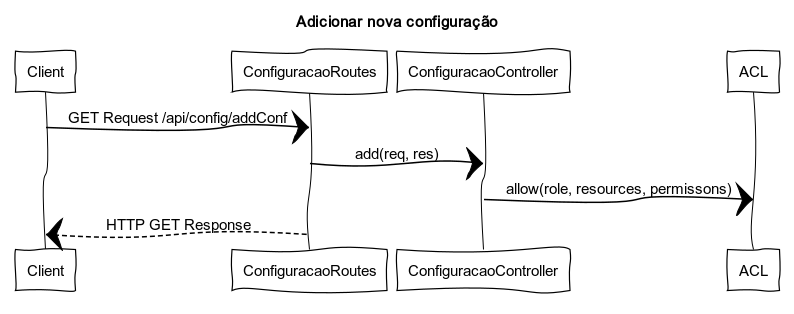 Adicionar nova configuração
Client
ConfiguracaoRoutes
ConfiguracaoController
ACL
GET Request /api/config/addConf
add(req, res)
allow(role, resources, permissons)
HTTP GET Response
Client
ConfiguracaoRoutes
ConfiguracaoController
ACL